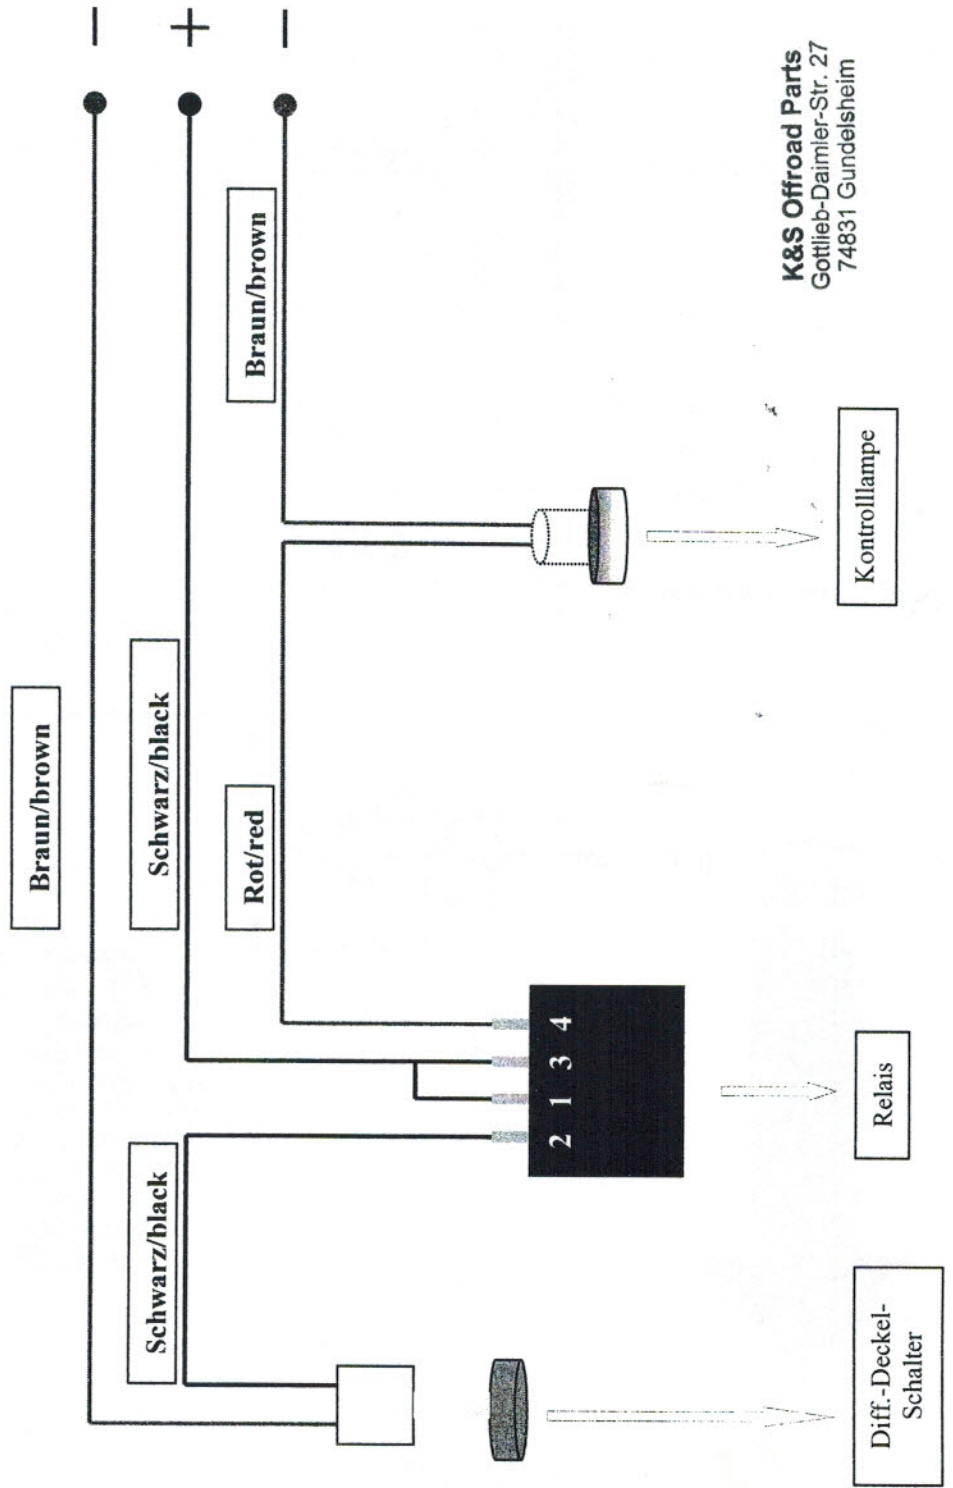 Braun/brown
Schwarz/black
Schwarz/black
Rot/red
Braun/brown
−
+
−
2 1 3 4
Diff.-Deckel-
Schalter
Relais
Kontrolllampe
K&S Offroad Parts
Gottlieb-Daimler-Str. 27
74831 Gundelsheim